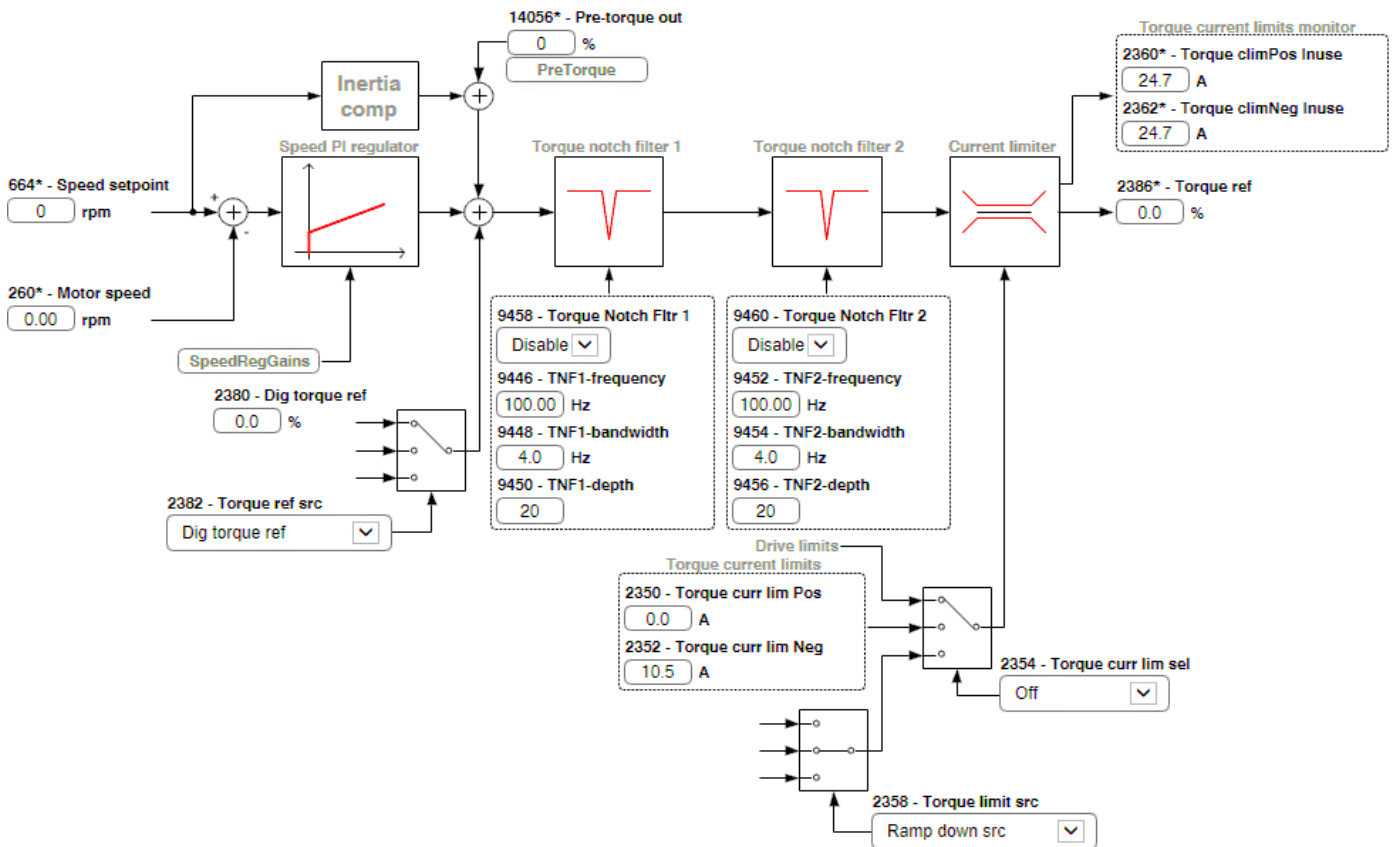 14056* - Pre-torque out
0 %
PreTorque
Torque current limits monitor
2360* - Torque climPos Inuse
24.7 A
2362* - Torque climNeg Inuse
24.7 A
Inertia
comp
Speed PI regulator
Torque notch filter 1
Torque notch filter 2
Current limiter
664* - Speed setpoint
0 rpm
+
-
2386* - Torque ref
0.0 %
260* - Motor speed
0.00 rpm
SpeedRegGains
9458 - Torque Notch Fltr 1
Disable
9446 - TNF1-frequency
100.00 Hz
9448 - TNF1-bandwidth
4.0 Hz
9450 - TNF1-depth
20
9460 - Torque Notch Fltr 2
Disable
9452 - TNF2-frequency
100.00 Hz
9454 - TNF2-bandwidth
4.0 Hz
9456 - TNF2-depth
20
2380 - Dig torque ref
0.0 %
2382 - Torque ref src
Dig torque ref
Drive limits
Torque current limits
2350 - Torque curr lim Pos
0.0 A
2352 - Torque curr lim Neg
10.5 A
2354 - Torque curr lim sel
Off
2358 - Torque limit src
Ramp down src